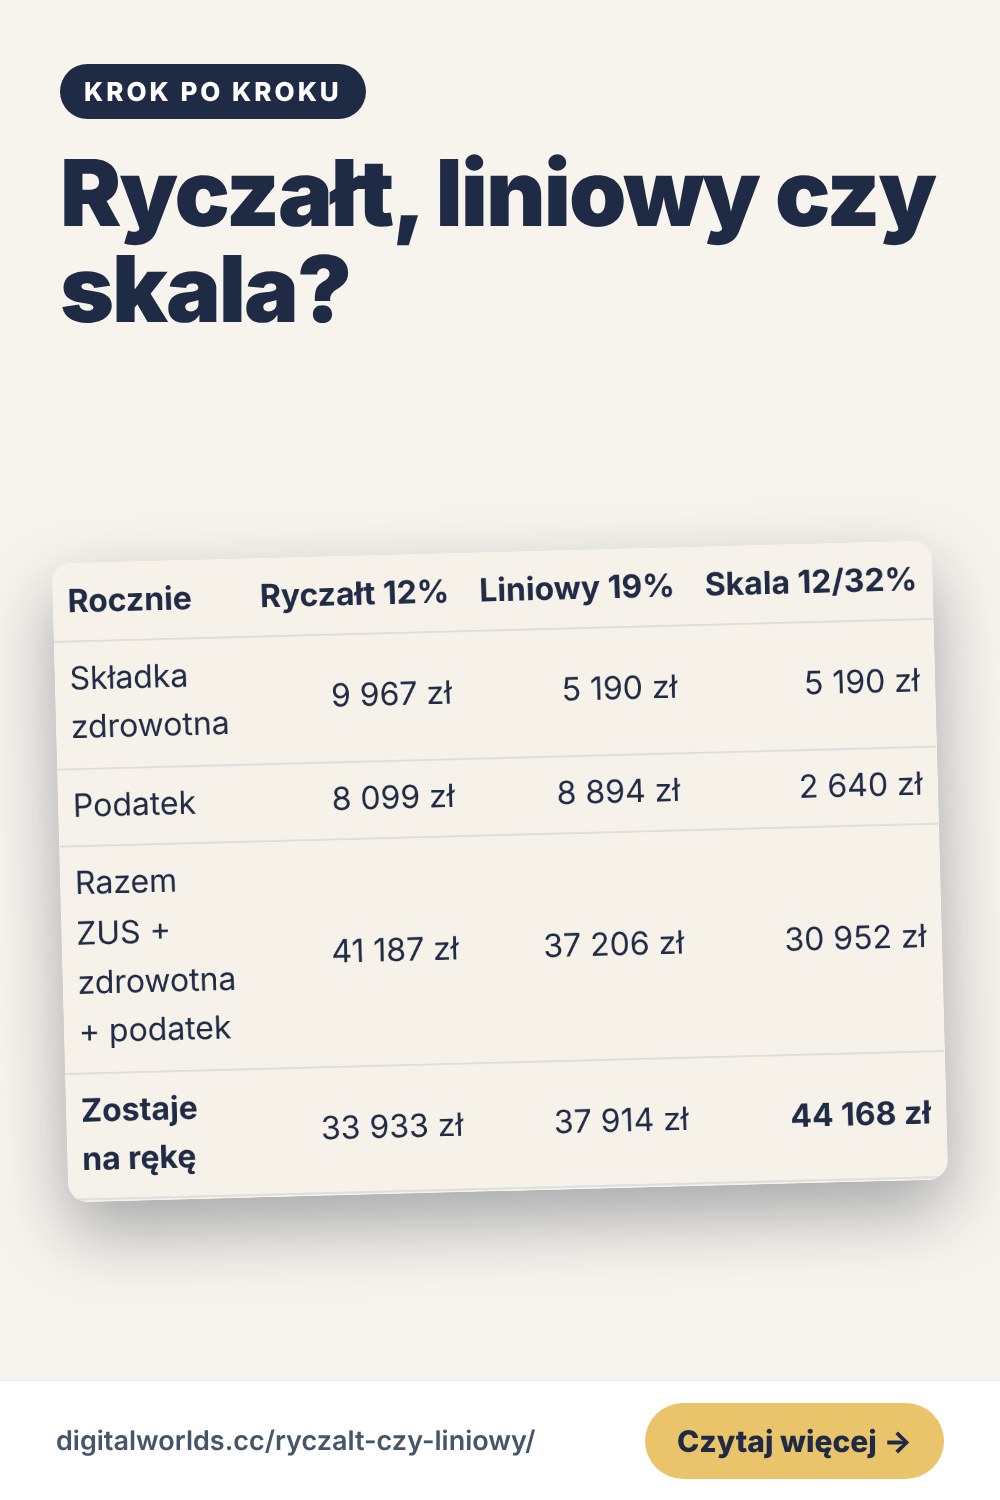 KROK PO KROKU
Ryczałt, liniowy czy
skala?
Rocznie Ryczałt 12% Liniowy 19% Skala 12/32%
Składka
zdrowotna 9 967 zł 5 190 zł 5 190 zł
Podatek 8 099 zł 8 894 zł 2 640 zł
Razem
ZUS +
zdrowotna
+ podatek 41 187 zł 37 206 zł 30 952 zł
Zostaje
na rękę 33 933 zł 37 914 zł 44 168 zł
digitalworlds.cc/ryczalt-czy-liniowy/
Czytaj więcej →